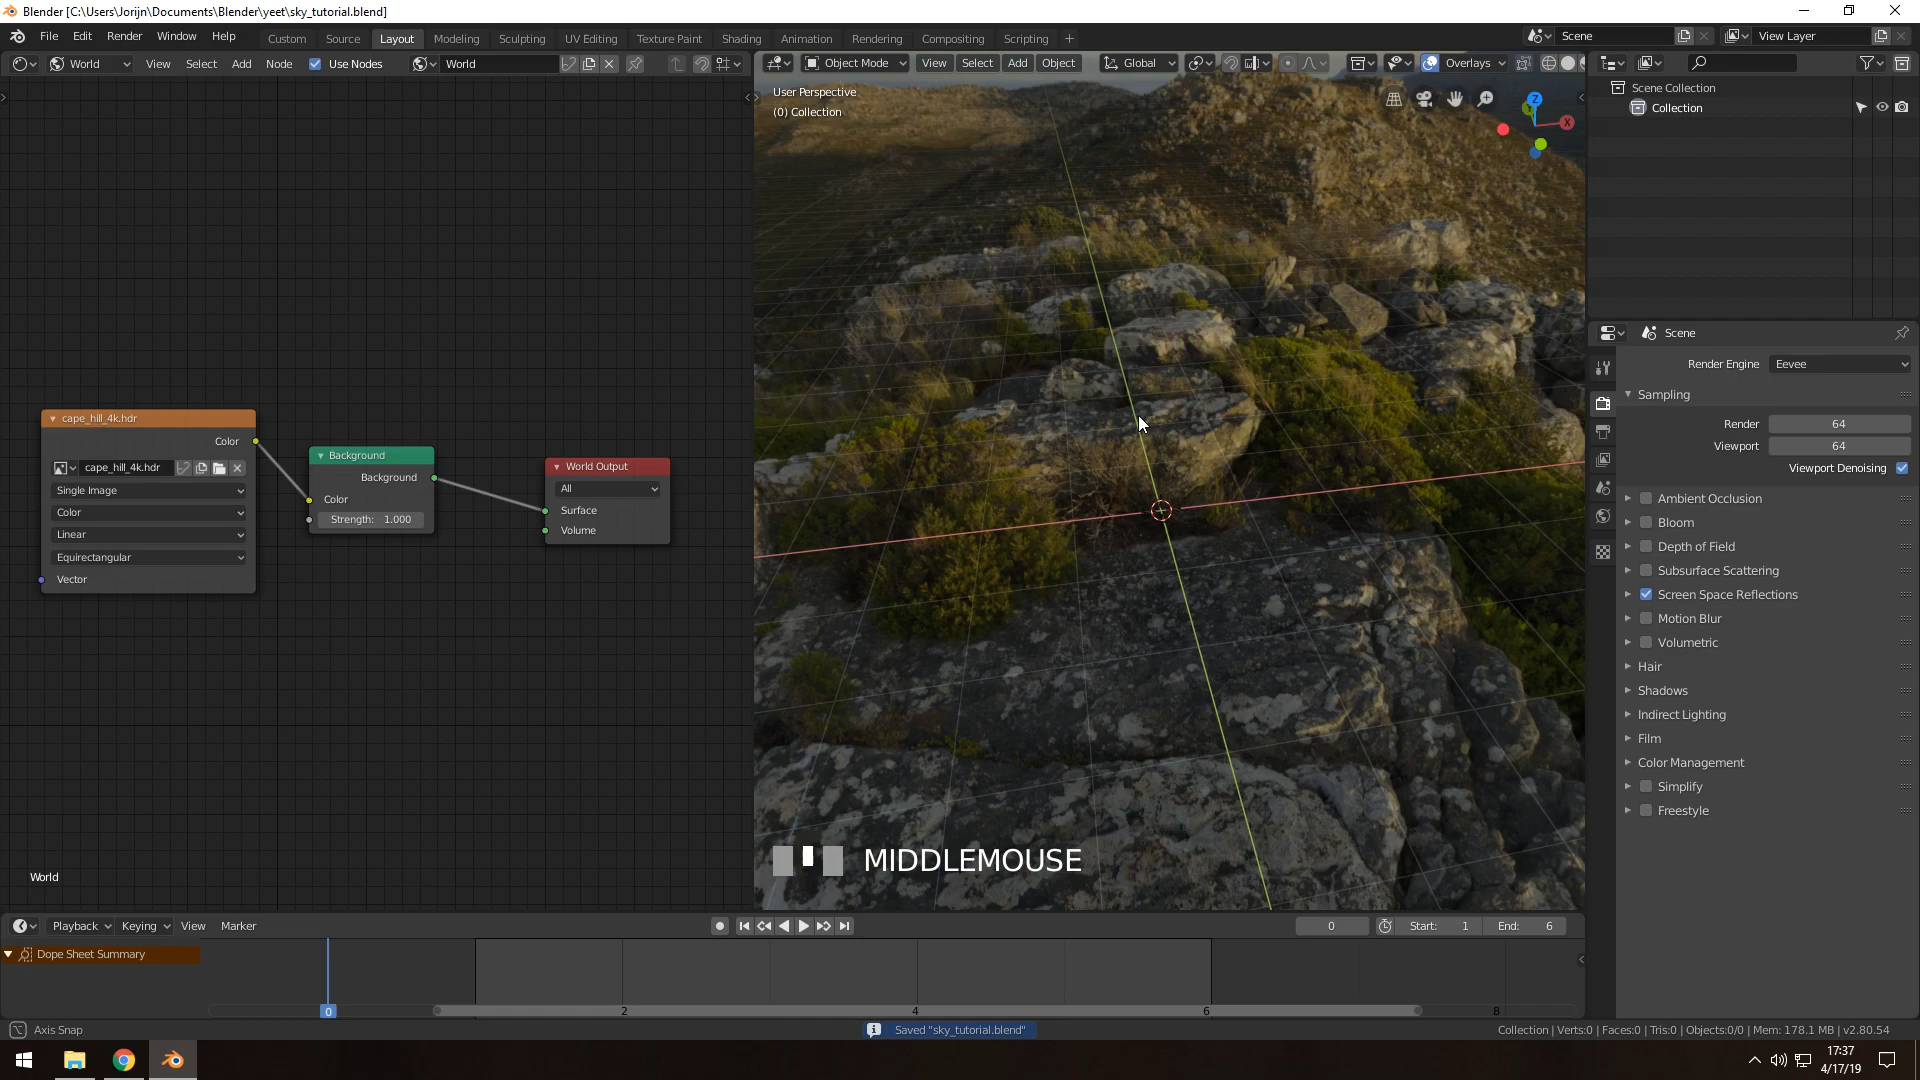 Blender [C:\Users\Jorijn\Documents\Blender\yeet\sky_tutorial.blend]
File Edit Render Window Help Custom Source Layout Modeling Sculpting UV Editing Texture Paint Shading Animation Rendering Compositing Scripting + Scene View Layer
World View Select Add Node Use Nodes World Object Mode View Select Add Object Global Overlays
User Perspective
(0) Collection
Z
X
Scene Collection
Collection
Scene
Render Engine Eevee
Sampling
Render 64
Viewport 64
Viewport Denoising
Ambient Occlusion
Bloom
Depth of Field
Subsurface Scattering
Screen Space Reflections
Motion Blur
Volumetric
Hair
Shadows
Indirect Lighting
Film
Color Management
Simplify
Freestyle
cape_hill_4k.hdr
Color
cape_hill_4k.hdr
Single Image
Color
Linear
Equirectangular
Vector
Background
Background
Color
Strength: 1.000
World Output
All
Surface
Volume
World
MIDDLEMOUSE
Playback Keying View Marker 0 Start: 1 End: 6
Dope Sheet Summary
0 2 4 6 8
Axis Snap Saved "sky_tutorial.blend" Collection | Verts:0 | Faces:0 | Tris:0 | Objects:0/0 | Mem: 178.1 MB | v2.80.54
17:37
4/17/19